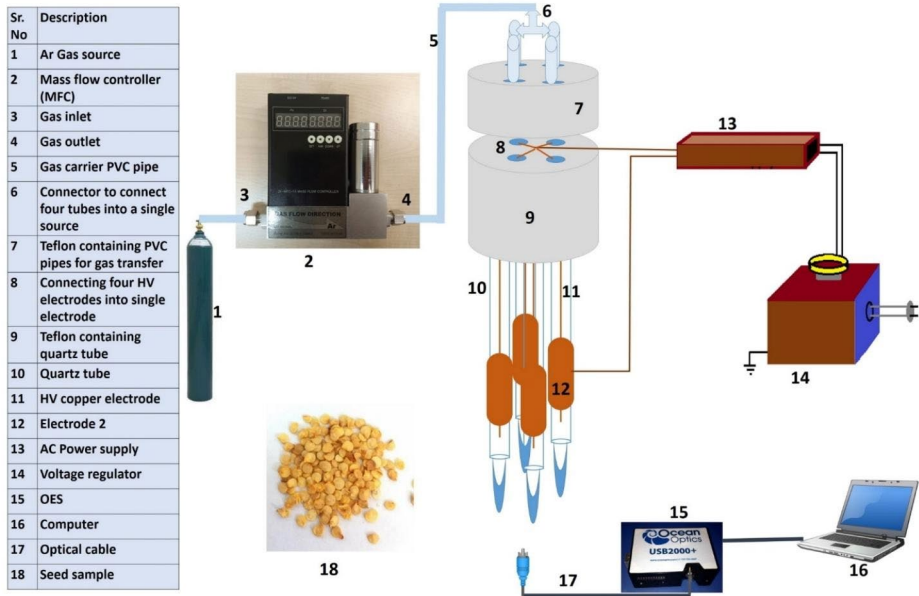 Sr. No Description
1 Ar Gas source
2 Mass flow controller
(MFC)
3 Gas inlet
4 Gas outlet
5 Gas carrier PVC pipe
6 Connector to connect
four tubes into a single
source
7 Teflon containing PVC
pipes for gas transfer
8 Connecting four HV
electrodes into single
electrode
9 Teflon containing
quartz tube
10 Quartz tube
11 HV copper electrode
12 Electrode 2
13 AC Power supply
14 Voltage regulator
15 OES
16 Computer
17 Optical cable
18 Seed sample
6
5
7
13
8
3
4
GAS FLOW DIRECTION
Ar
9
2
10
11
1
12
14
15
Ocean
Optics
USB2000+
18
17
16